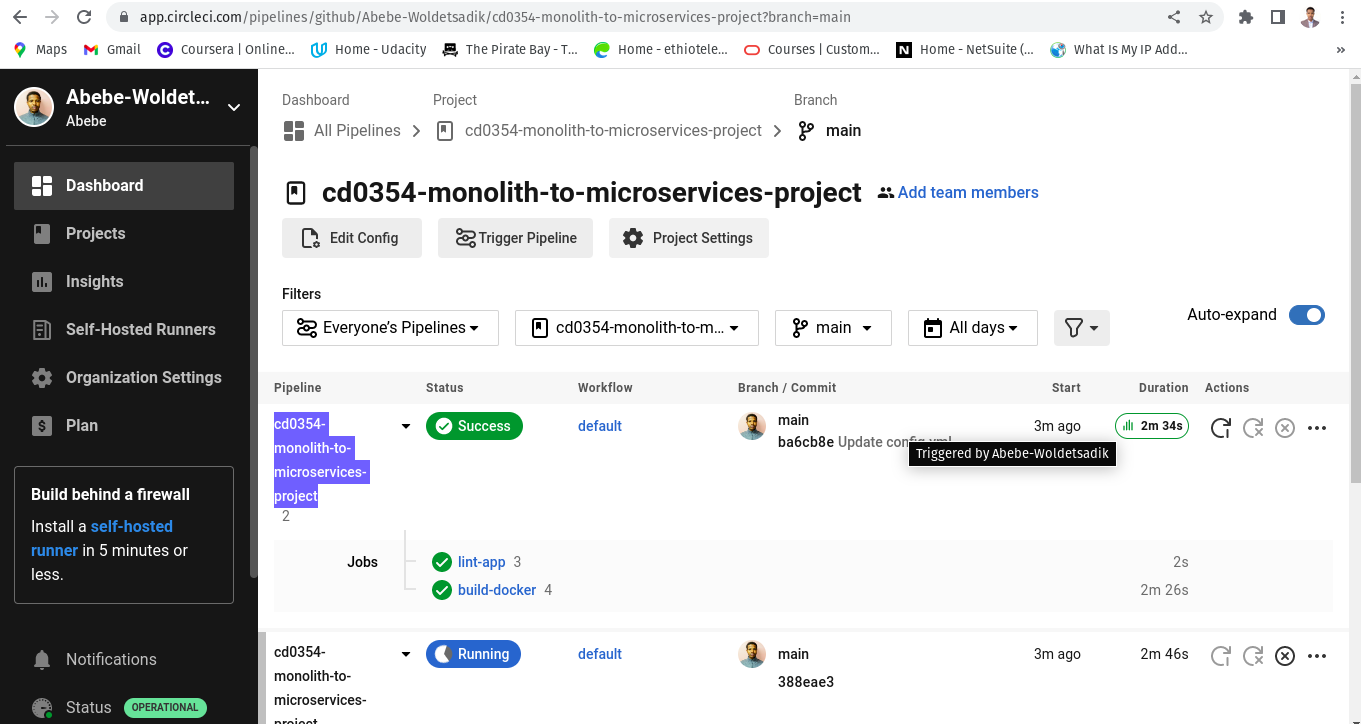 app.circleci.com/pipelines/github/Abebe-Woldetsadik/cd0354-monolith-to-microservices-project?branch=main
Maps
Gmail
Coursera | Online...
Home - Udacity
The Pirate Bay - T...
Home - ethiotele...
Courses | Custom...
Home - NetSuite (...
What Is My IP Add...
»
Abebe-Woldet...
Abebe
Dashboard
Projects
Insights
Self-Hosted Runners
Organization Settings
Plan
Build behind a firewall
Install a self-hosted
runner in 5 minutes or
less.
Notifications
Status OPERATIONAL
Dashboard
Project
Branch
All Pipelines
cd0354-monolith-to-microservices-project
main
cd0354-monolith-to-microservices-project
Add team members
Edit Config
Trigger Pipeline
Project Settings
Filters
Everyone’s Pipelines
cd0354-monolith-to-m...
main
All days
Auto-expand
Pipeline
Status
Workflow
Branch / Commit
Start
Duration
Actions
cd0354-
monolith-to-
microservices-
project
2
Success
default
main
ba6cb8e Update config.yml
Triggered by Abebe-Woldetsadik
3m ago
2m 34s
Jobs
lint-app 3
2s
build-docker 4
2m 26s
cd0354-
monolith-to-
microservices-
project
Running
default
main
388eae3
3m ago
2m 46s